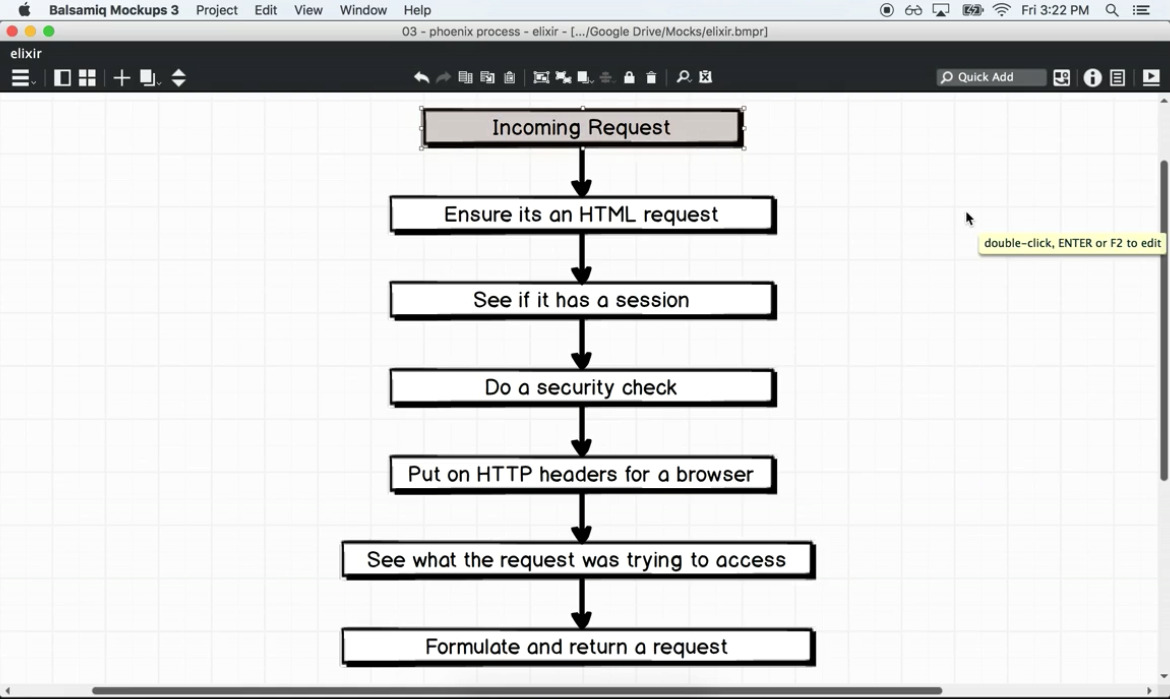 Balsamiq Mockups 3 Project Edit View Window Help Fri 3:22 PM
03 - phoenix process - elixir - [.../Google Drive/Mocks/elixir.bmpr]
elixir
Quick Add
Incoming Request
Ensure its an HTML request
double-click, ENTER or F2 to edit
See if it has a session
Do a security check
Put on HTTP headers for a browser
See what the request was trying to access
Formulate and return a request